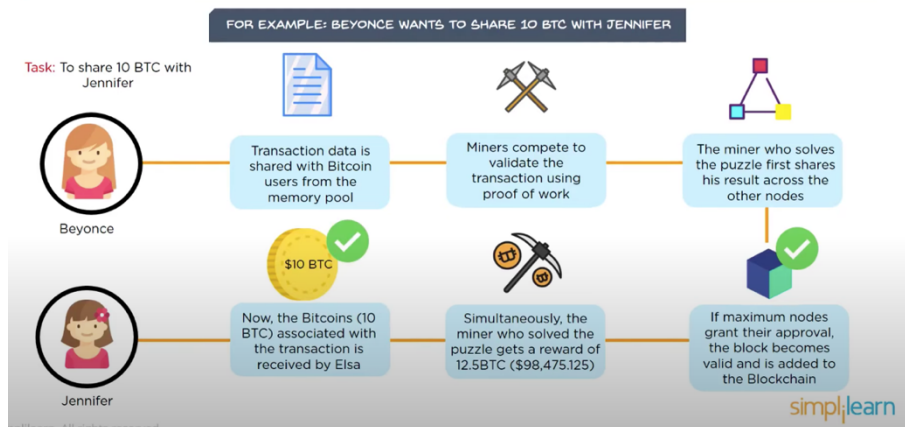 FOR EXAMPLE: BEYONCE WANTS TO SHARE 10 BTC WITH JENNIFER
Task: To share 10 BTC with
Jennifer
Beyonce
Transaction data is
shared with Bitcoin
users from the
memory pool
Miners compete to
validate the
transaction using
proof of work
The miner who solves
the puzzle first shares
his result across the
other nodes
Jennifer
$10 BTC
Now, the Bitcoins (10
BTC) associated with
the transaction is
received by Elsa
Simultaneously, the
miner who solved the
puzzle gets a reward of
12.5BTC ($98,475.125)
If maximum nodes
grant their approval,
the block becomes
valid and is added to
the Blockchain
simplilearn